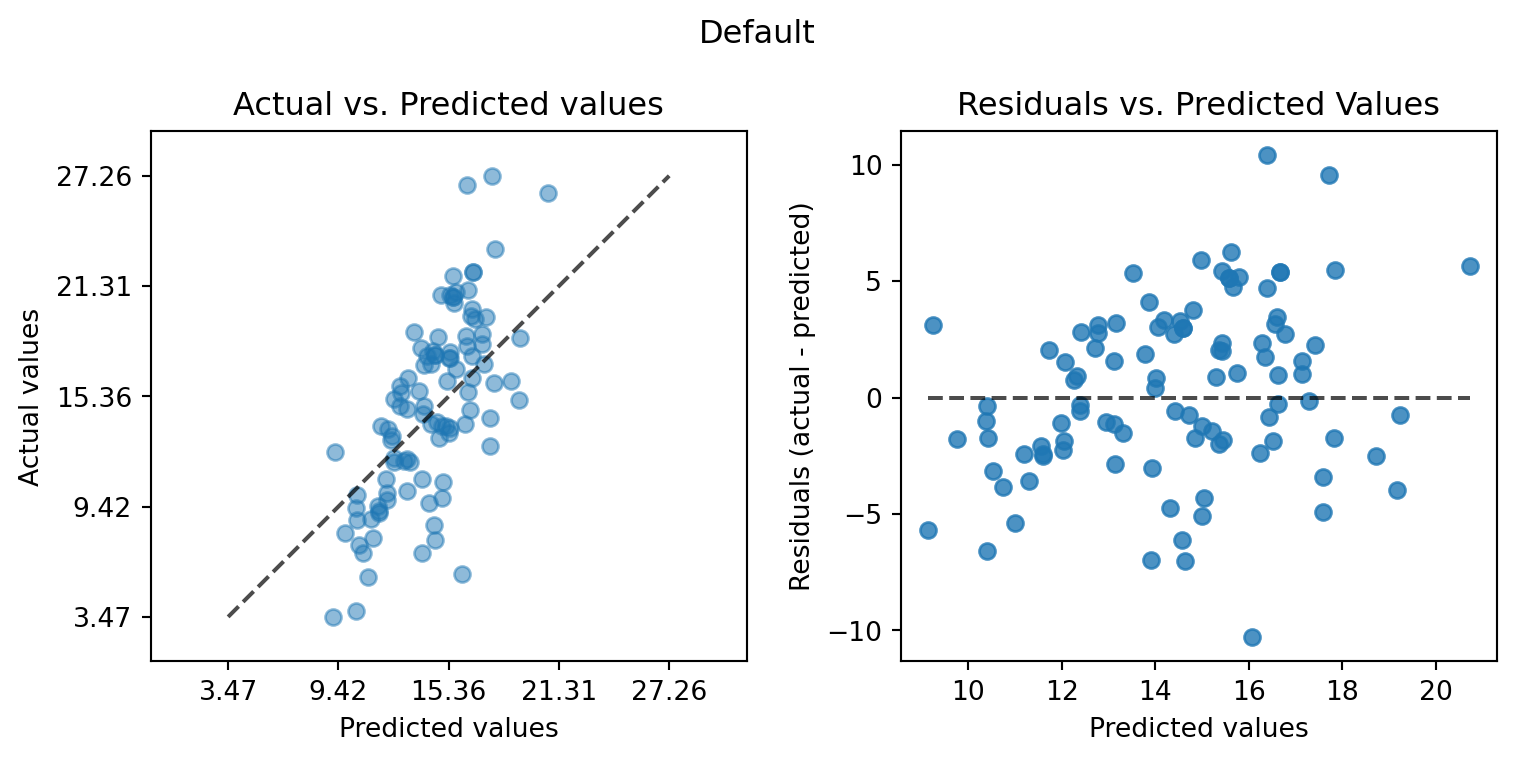 Default
Actual vs. Predicted values
27.26
21.31
15.36
9.42
3.47
Actual values
3.47 9.42 15.36 21.31 27.26
Predicted values
Residuals vs. Predicted Values
10
5
0
−5
−10
Residuals (actual - predicted)
10 12 14 16 18 20
Predicted values